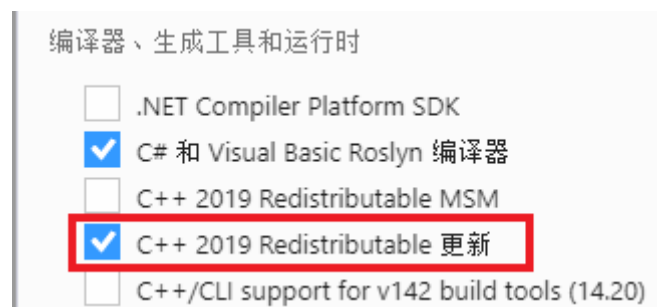 编译器、生成工具和运行时
.NET Compiler Platform SDK
C# 和 Visual Basic Roslyn 编译器
C++ 2019 Redistributable MSM
C++ 2019 Redistributable 更新
C++/CLI support for v142 build tools (14.20)